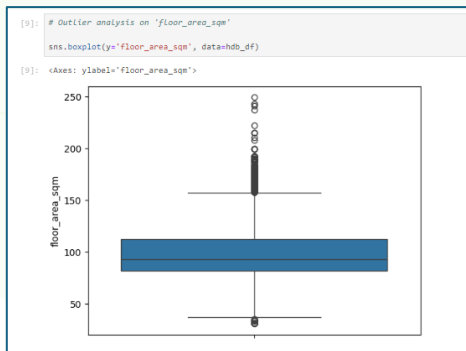 [9]: # Outlier analysis on 'floor_area_sqm'
sns.boxplot(y='floor_area_sqm', data=hdb_df)
[9]: <Axes: ylabel='floor_area_sqm'>
250
200
150
100
50
floor_area_sqm